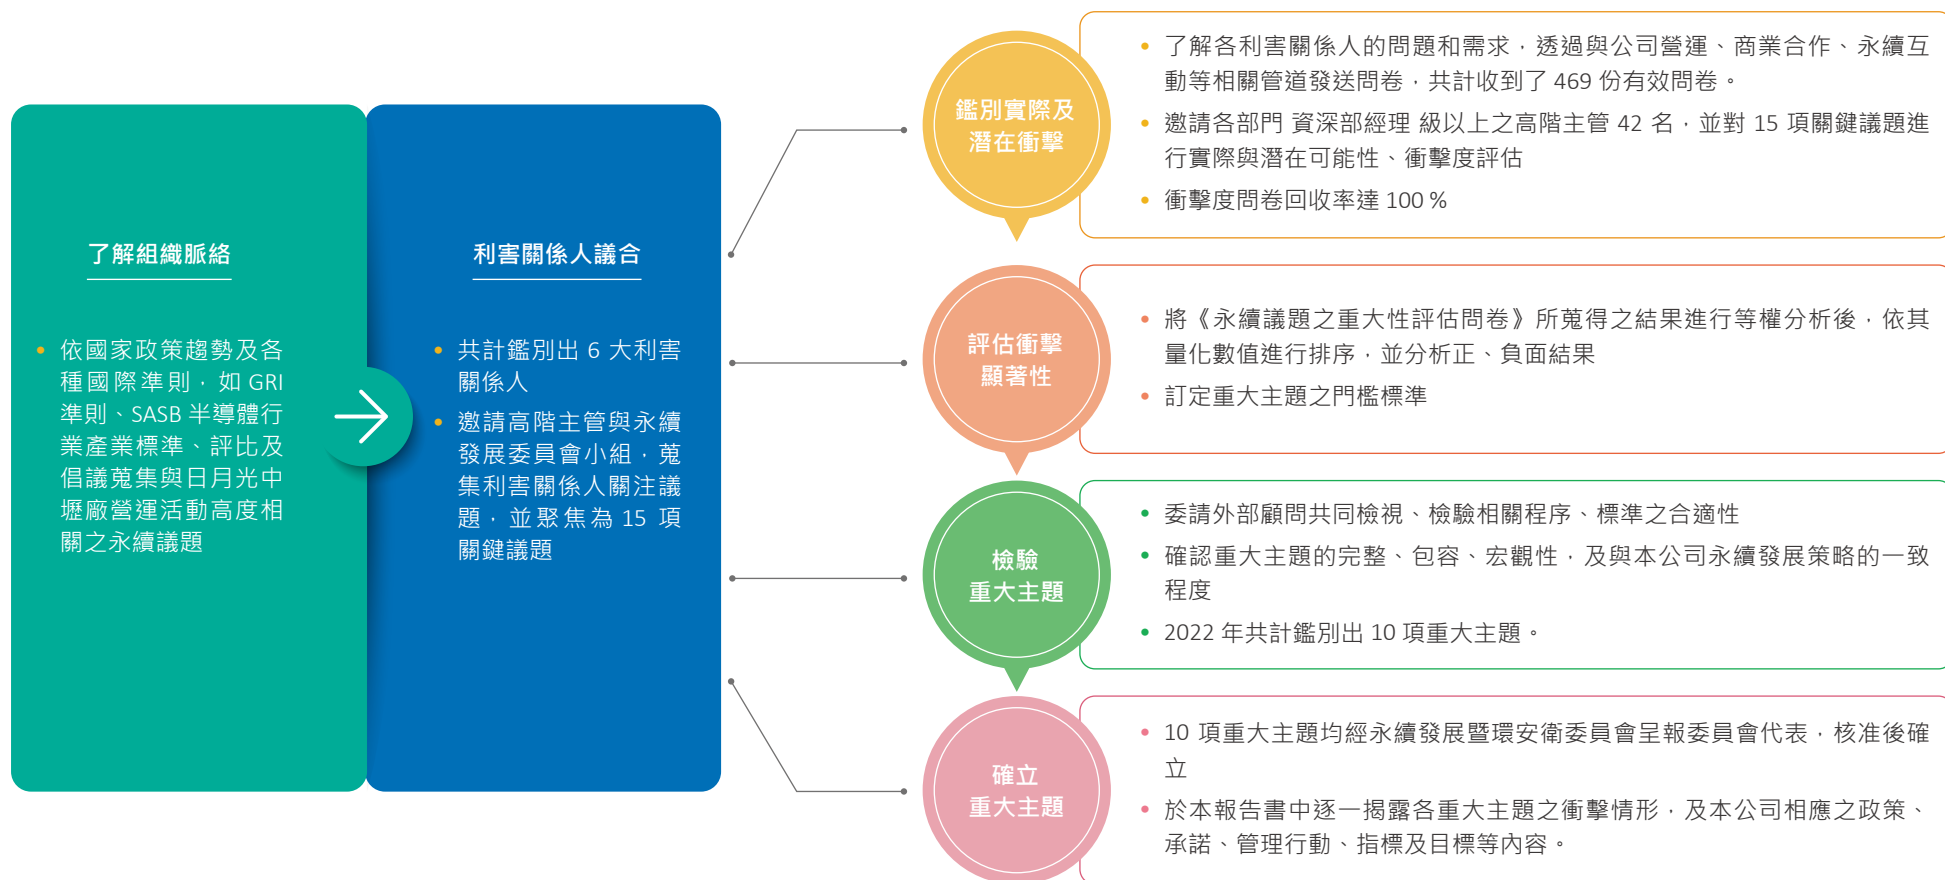 了解組織脈絡
依國家政策趨勢及各
種國際準則，如 GRI
準則、SASB 半導體行
業產業標準、評比及
倡議蒐集與日月光中
壢廠營運活動高度相
關之永續議題
利害關係人議合
共計鑑別出 6 大利害
關係人
邀請高階主管與永續
發展委員會小組，蒐
集利害關係人關注議
題，並聚焦為 15 項
關鍵議題
鑑別實際及
潛在衝擊
了解各利害關係人的問題和需求，透過與公司營運、商業合作、永續互
動等相關管道發送問卷，共計收到了 469 份有效問卷。
邀請各部門 資深部經理 級以上之高階主管 42 名，並對 15 項關鍵議題進
行實際與潛在可能性、衝擊度評估
衝擊度問卷回收率達 100 %
評估衝擊
顯著性
將《永續議題之重大性評估問卷》所蒐得之結果進行等權分析後，依其
量化數值進行排序，並分析正、負面結果
訂定重大主題之門檻標準
檢驗
重大主題
委請外部顧問共同檢視、檢驗相關程序、標準之合適性
確認重大主題的完整、包容、宏觀性，及與本公司永續發展策略的一致
程度
2022 年共計鑑別出 10 項重大主題。
確立
重大主題
10 項重大主題均經永續發展暨環安衛委員會呈報委員會代表，核准後確
立
於本報告書中逐一揭露各重大主題之衝擊情形，及本公司相應之政策、
承諾、管理行動、指標及目標等內容。